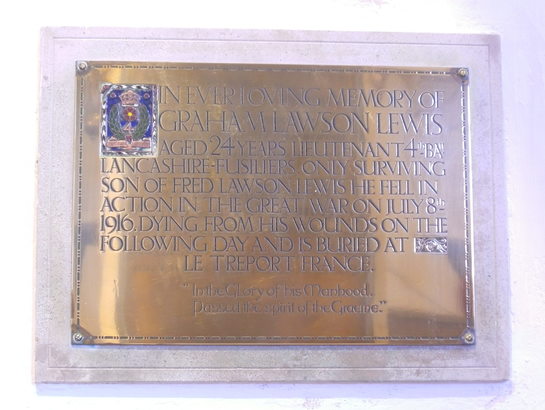 IN EVER LOVING MEMORY OF
GRAHAM LAWSON LEWIS
AGED 24 YEARS, LIEUTENANT 4th BAN
LANCASHIRE FUSILIERS ONLY SURVIVING
SON OF FRED LAWSON LEWIS HE FELL IN
ACTION IN THE GREAT WAR ON JULY 8th
1916, DYING FROM HIS WOUNDS ON THE
FOLLOWING DAY AND IS BURIED AT
LE TREPORT FRANCE.
"In the Glory of his Manhood,
Passed the Spirit of the Graeme."